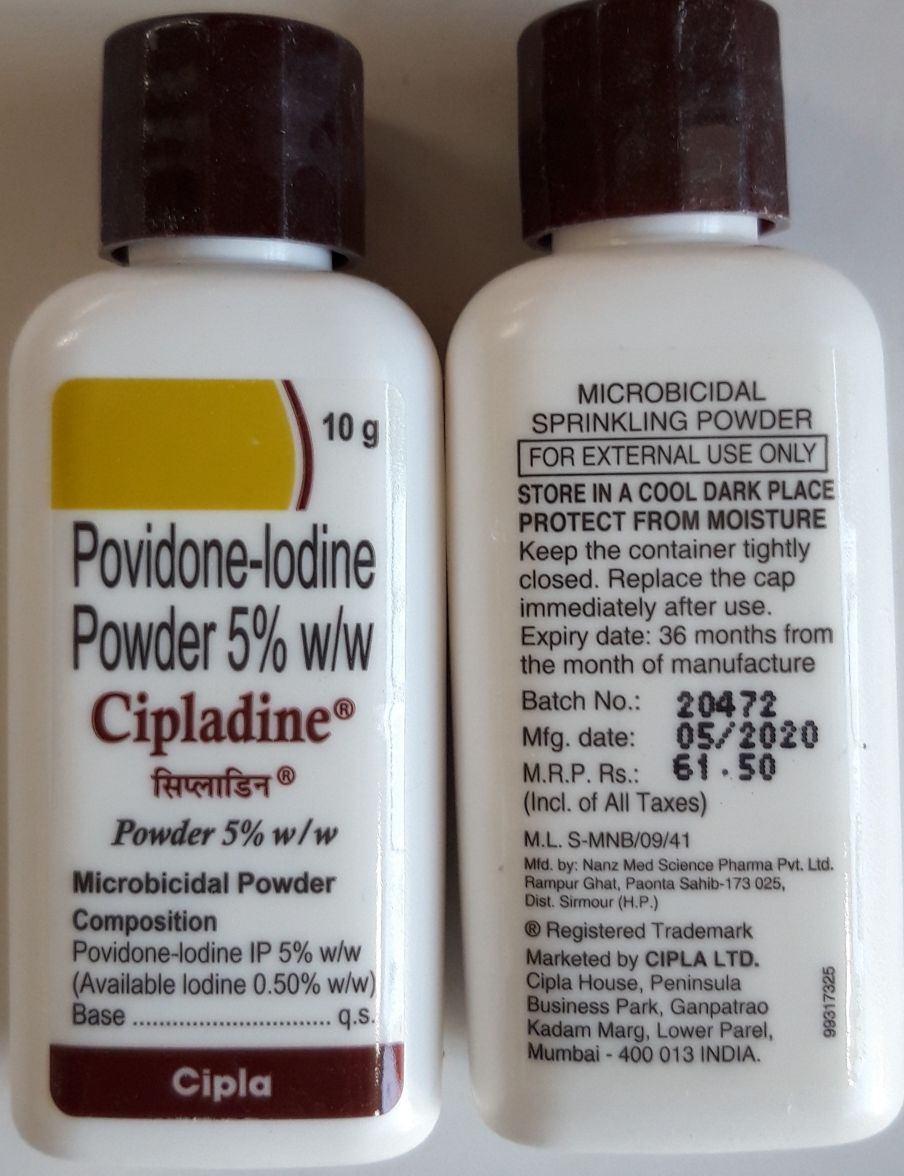 10 g
Povidone-Iodine
Powder 5% w/w
Cipladine®
सिप्लाडिन®
Powder 5% w/w
Microbicidal Powder
Composition
Povidone-Iodine IP 5% w/w
(Available Iodine 0.50% w/w)
Base .............................. q.s.
Cipla
MICROBICIDAL
SPRINKLING POWDER
FOR EXTERNAL USE ONLY
STORE IN A COOL DARK PLACE
PROTECT FROM MOISTURE
Keep the container tightly
closed. Replace the cap
immediately after use.
Expiry date: 36 months from
the month of manufacture
Batch No.: 20472
Mfg. date: 05/2020
M.R.P. Rs.: 61.50
(Incl. of All Taxes)
M.L. S-MNB/09/41
Mfd. by: Nanz Med Science Pharma Pvt. Ltd.
Rampur Ghat, Paonta Sahib-173 025,
Dist. Sirmour (H.P.)
® Registered Trademark
Marketed by CIPLA LTD.
Cipla House, Peninsula
Business Park, Ganpatrao
Kadam Marg, Lower Parel,
Mumbai - 400 013 INDIA.
99317325